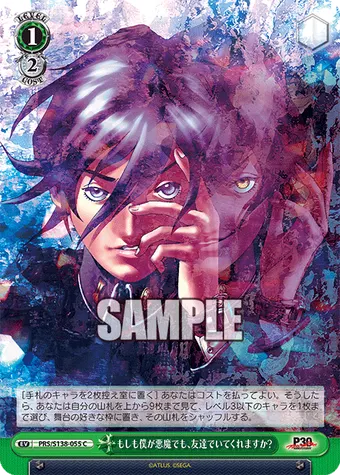 LEVEL
1
2
COST
SAMPLE
[手札のキャラを2枚控え室に置く] あなたはコストを払ってよい。そうした
ら、あなたは自分の山札を上から9枚まで見て、レベル3以下のキャラを1枚ま
で選び、舞台の好きな枠に置き、その山札をシャッフルする。
EV
PRS/S138-055 C
もしも僕が悪魔でも、友達でいてくれますか?
P30
©ATLUS. ©SEGA.